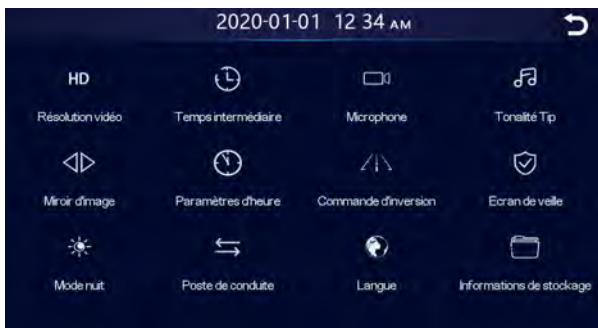 2020-01-01 12 34 AM
HD
Résolution vidéo
Temps intermédiaire
Microphone
Tonalité Tip
Miroir d'image
Paramètres d'heure
Commande d'inversion
Ecran de veille
Mode nuit
Poste de conduite
Langue
Informations de stockage